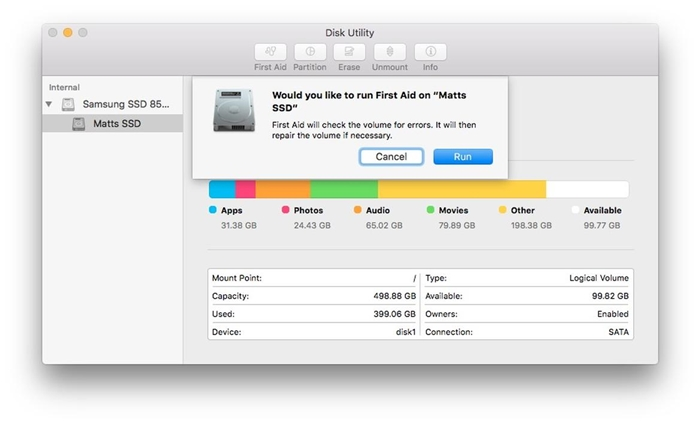 Disk Utility
First Aid Partition Erase Unmount Info
Internal
Samsung SSD 85...
Matts SSD
Would you like to run First Aid on “Matts
SSD”
First Aid will check the volume for errors. It will then
repair the volume if necessary.
Cancel Run
Apps Photos Audio Movies Other Available
31.38 GB 24.43 GB 65.02 GB 79.89 GB 198.38 GB 99.77 GB
Mount Point: / Type: Logical Volume
Capacity: 498.88 GB Available: 99.82 GB
Used: 399.06 GB Owners: Enabled
Device: disk1 Connection: SATA